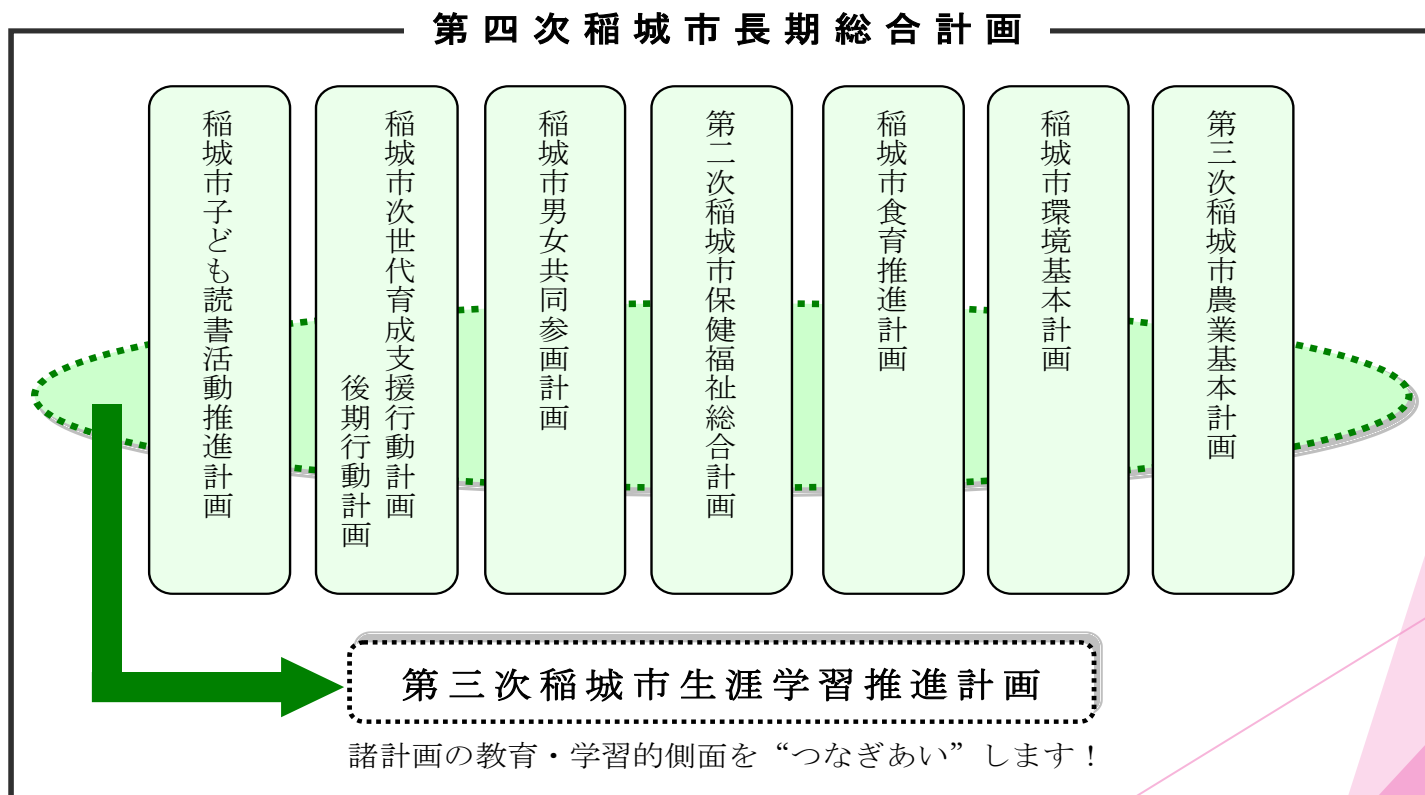 第四次稲城市長期総合計画
第三次稲城市農業基本計画
稲城市環境基本計画
稲城市食育推進計画
第二次稲城市保健福祉総合計画
稲城市男女共同参画計画
稲城市次世代育成支援行動計画
後期行動計画
稲城市子ども読書活動推進計画
第三次稲城市生涯学習推進計画
諸計画の教育・学習的側面を“つなぎあい”します！